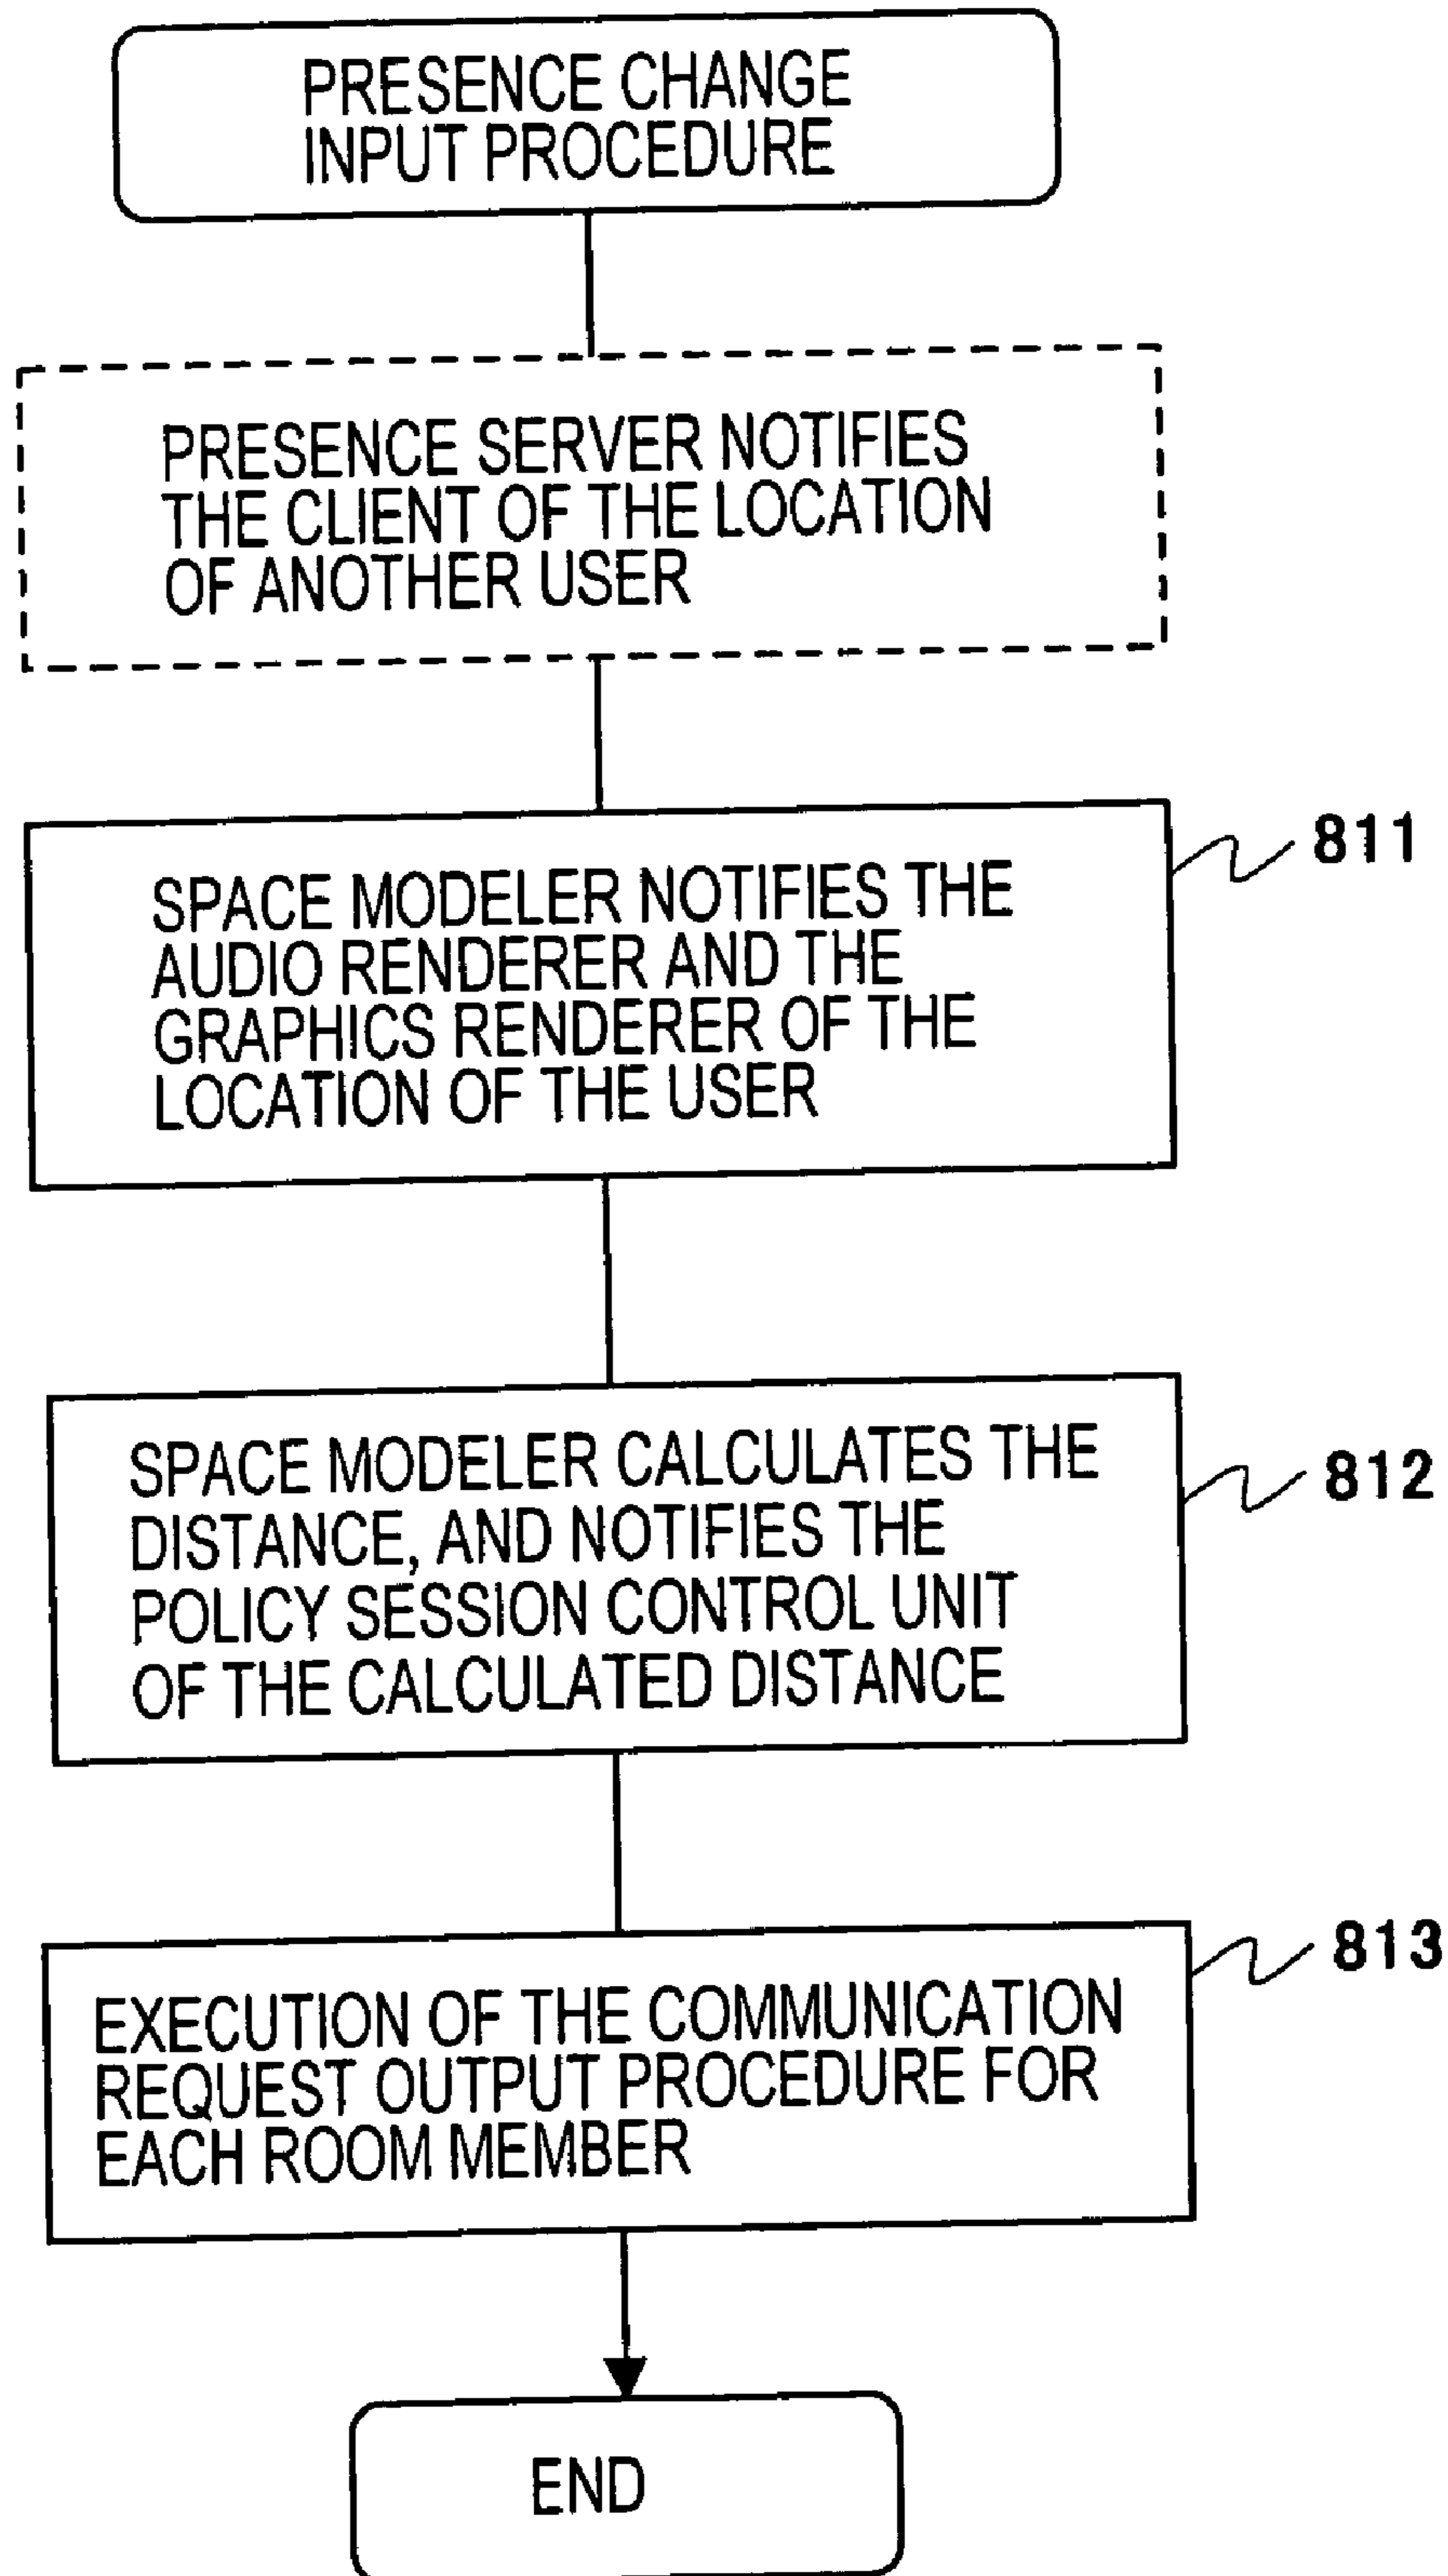 PRESENCE CHANGE
INPUT PROCEDURE
PRESENCE SERVER NOTIFIES
THE CLIENT OF THE LOCATION
OF ANOTHER USER
811
SPACE MODELER NOTIFIES THE
AUDIO RENDERER AND THE
GRAPHICS RENDERER OF THE
LOCATION OF THE USER
812
SPACE MODELER CALCULATES THE
DISTANCE, AND NOTIFIES THE
POLICY SESSION CONTROL UNIT
OF THE CALCULATED DISTANCE
813
EXECUTION OF THE COMMUNICATION
REQUEST OUTPUT PROCEDURE FOR
EACH ROOM MEMBER
END